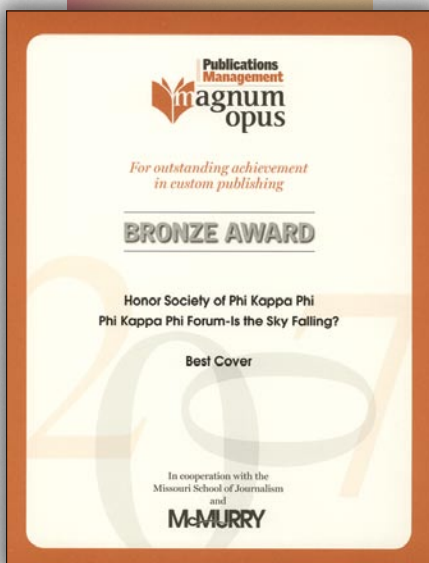 Publications
Management
magnum
opus
For outstanding achievement
in custom publishing
BRONZE AWARD
Honor Society of Phi Kappa Phi
Phi Kappa Phi Forum-Is the Sky Falling?
Best Cover
2007
In cooperation with the
Missouri School of Journalism
and
McMURRY